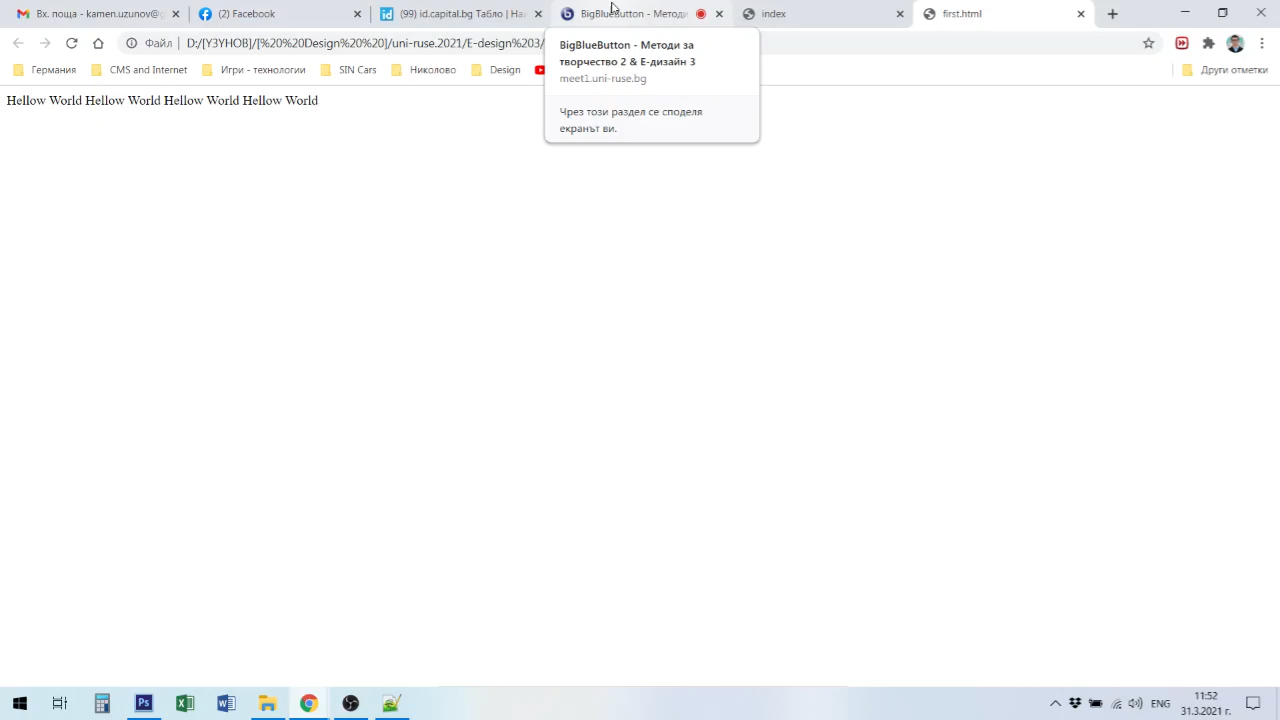 Вх. поща - kamen.uzunov@
(2) Facebook
(99) id.capital.bg Табло | На
BigBlueButton - Методи
index
first.html
Файл | D:/[УЗУНОВ]/[%20%20Design%20%20]/uni-ruse.2021/E-design%203/
Германия
CMS and Internet
Игри - технологии
SIN Cars
Николово
Design
Други отметки
BigBlueButton - Методи за
творчество 2 & Е-дизайн 3
meet1.uni-ruse.bg
Чрез този раздел се споделя
екранът ви.
Hellow World Hellow World Hellow World Hellow World
ENG
11:52
31.3.2021 г.